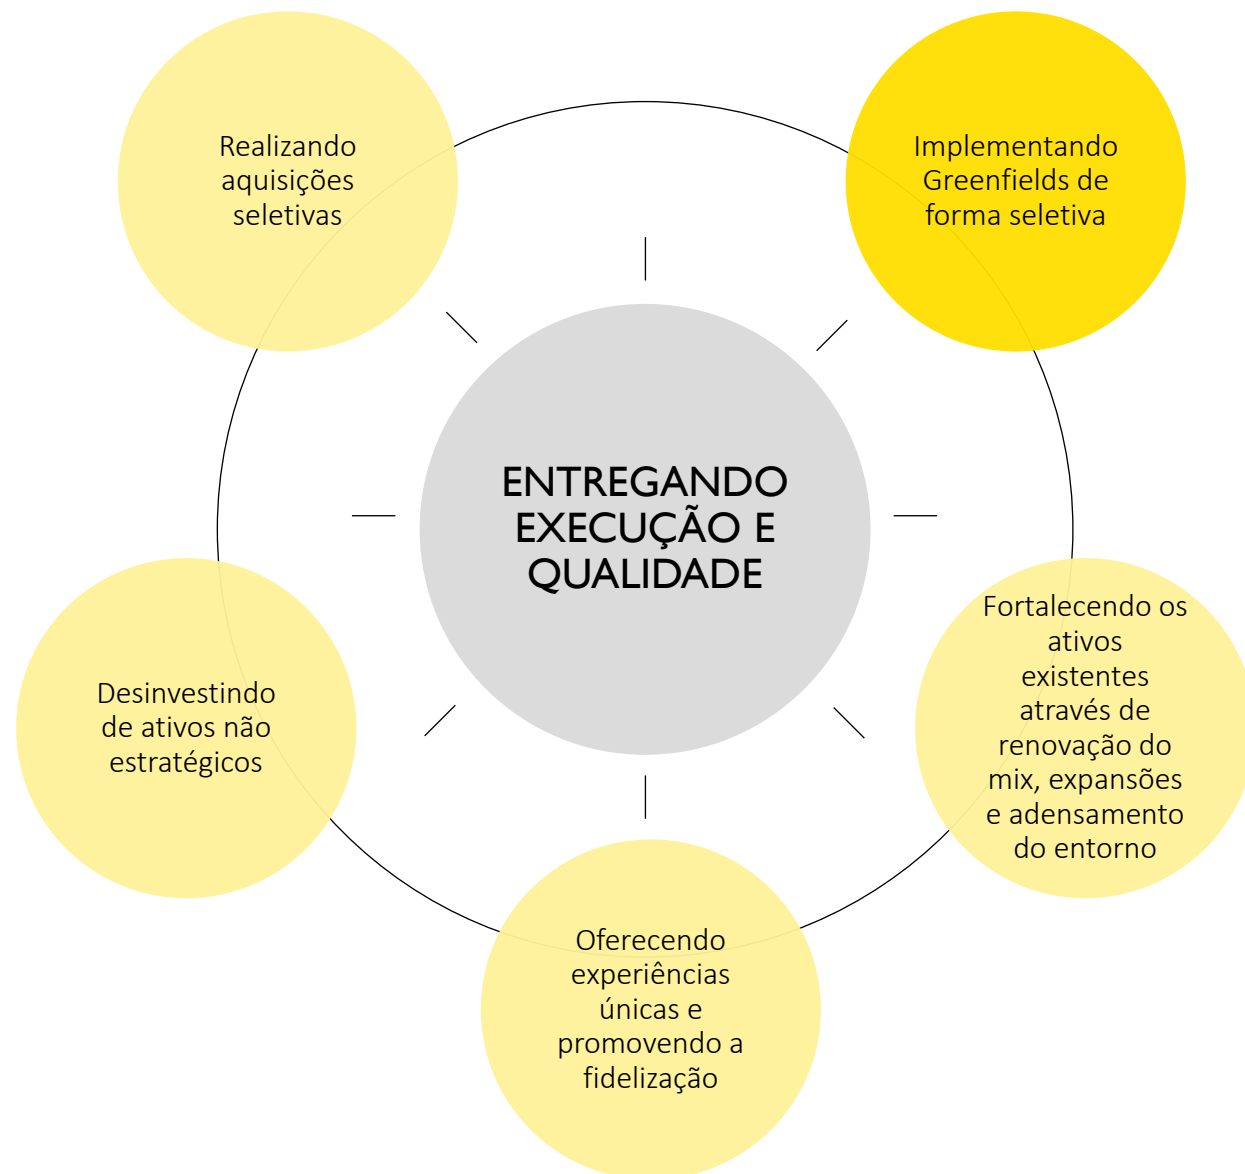 Realizando
aquisições
seletivas
Implementando
Greenfields de
forma seletiva
ENTREGANDO
EXECUÇÃO E
QUALIDADE
Fortalecendo os
ativos
existentes
através de
renovação do
mix, expansões
e adensamento
do entorno
Desinvestindo
de ativos não
estratégicos
Oferecendo
experiências
únicas e
promovendo a
fidelização